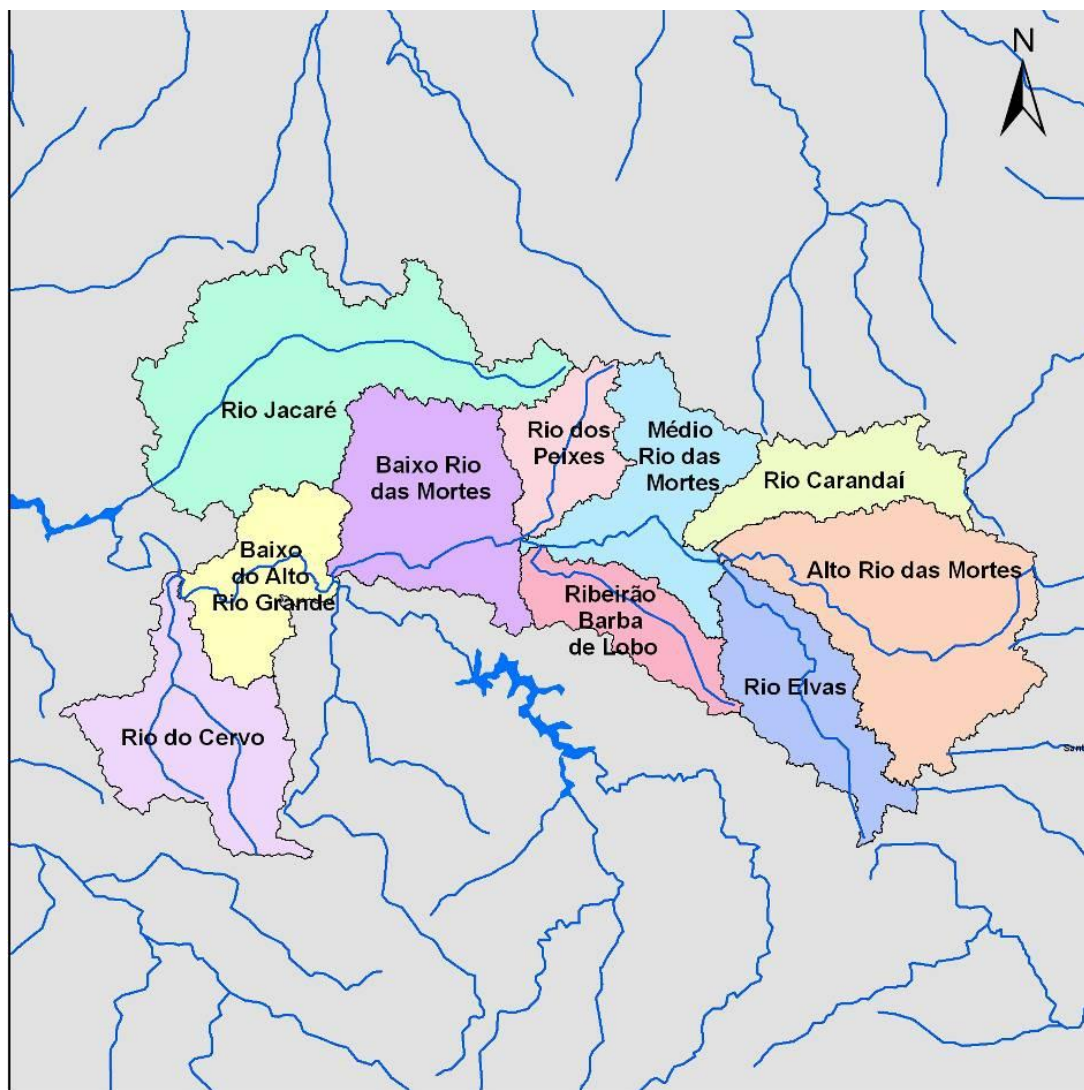 N
Rio Jacaré
Baixo Rio
das Mortes
Rio dos
Peixes
Médio
Rio das
Mortes
Rio Carandaí
Baixo
do Alto
Rio Grande
Alto Rio das Mortes
Ribeirão
Barba
de Lobo
Rio Elvas
Rio do Cervo